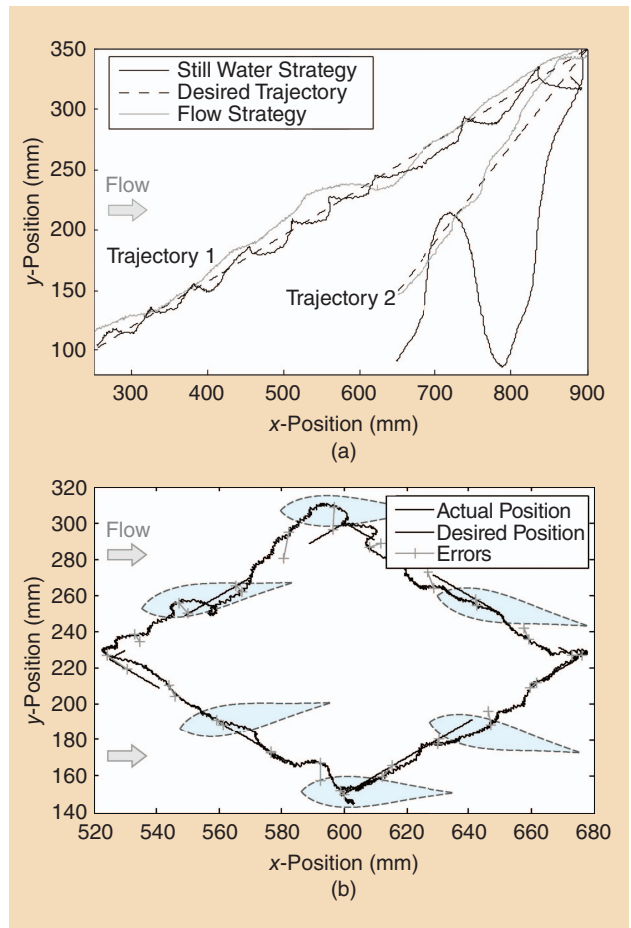 350
300
250
200
150
100
y-Position (mm)
Still Water Strategy
Desired Trajectory
Flow Strategy
Flow
Trajectory 1
Trajectory 2
300 400 500 600 700 800 900
x-Position (mm)
(a)
320
300
280
260
240
220
200
180
160
140
y-Position (mm)
Flow
Actual Position
Desired Position
Errors
520 540 560 580 600 620 640 660 680
x-Position (mm)
(b)